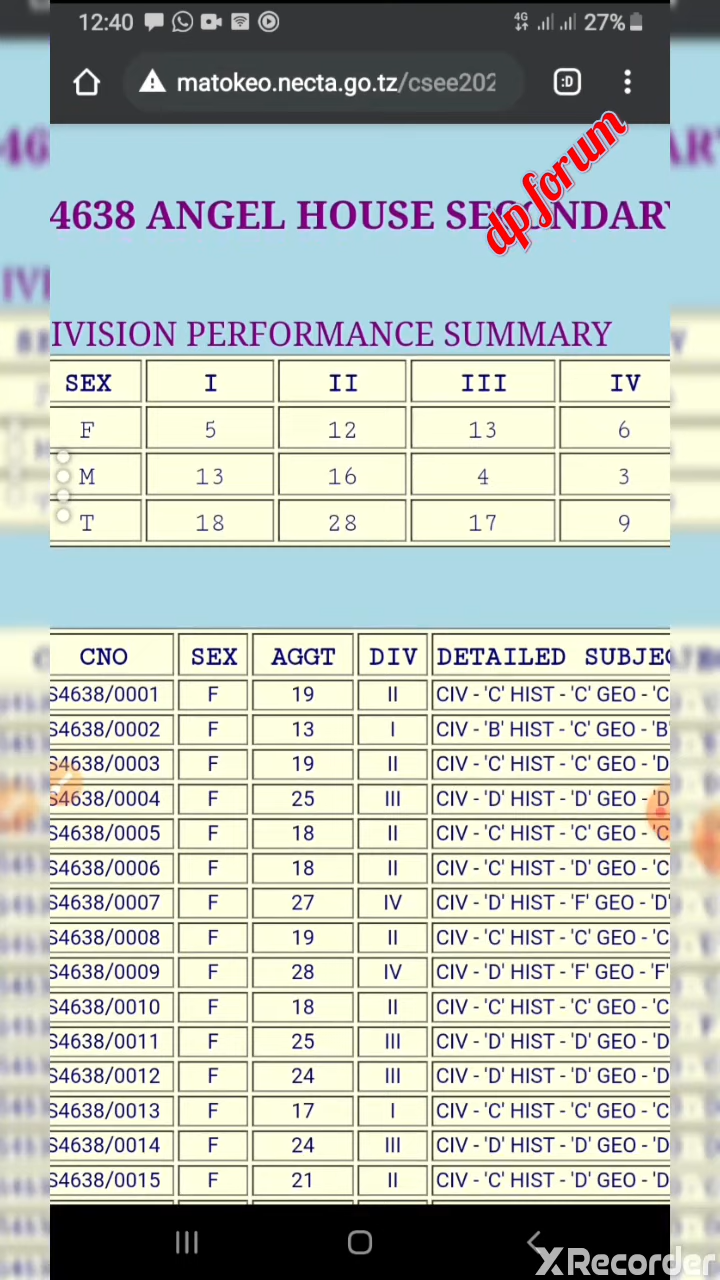 12:40 4G 27%
matokeo.necta.go.tz/csee202
dp forum
4638 ANGEL HOUSE SECONDARY
IVISION PERFORMANCE SUMMARY
SEX I II III IV
F 5 12 13 6
M 13 16 4 3
T 18 28 17 9
CNO SEX AGGT DIV DETAILED SUBJEC
S4638/0001 F 19 II CIV - 'C' HIST - 'C' GEO - 'C
S4638/0002 F 13 I CIV - 'B' HIST - 'C' GEO - 'B'
S4638/0003 F 19 II CIV - 'C' HIST - 'C' GEO - 'D
S4638/0004 F 25 III CIV - 'D' HIST - 'D' GEO - 'D
S4638/0005 F 18 II CIV - 'C' HIST - 'C' GEO - 'C
S4638/0006 F 18 II CIV - 'C' HIST - 'D' GEO - 'C
S4638/0007 F 27 IV CIV - 'D' HIST - 'F' GEO - 'D'
S4638/0008 F 19 II CIV - 'C' HIST - 'C' GEO - 'C
S4638/0009 F 28 IV CIV - 'D' HIST - 'F' GEO - 'F'
S4638/0010 F 18 II CIV - 'C' HIST - 'C' GEO - 'C
S4638/0011 F 25 III CIV - 'D' HIST - 'D' GEO - 'D
S4638/0012 F 24 III CIV - 'D' HIST - 'D' GEO - 'D
S4638/0013 F 17 I CIV - 'C' HIST - 'C' GEO - 'C
S4638/0014 F 24 III CIV - 'D' HIST - 'D' GEO - 'D
S4638/0015 F 21 II CIV - 'C' HIST - 'D' GEO - 'D
XRecorder